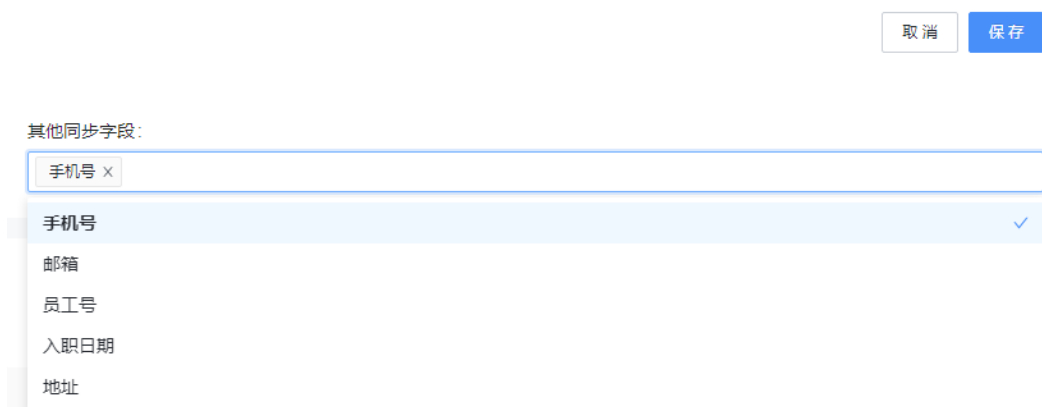 取 消 保 存
其他同步字段:
手机号 X
手机号
邮箱
员工号
入职日期
地址